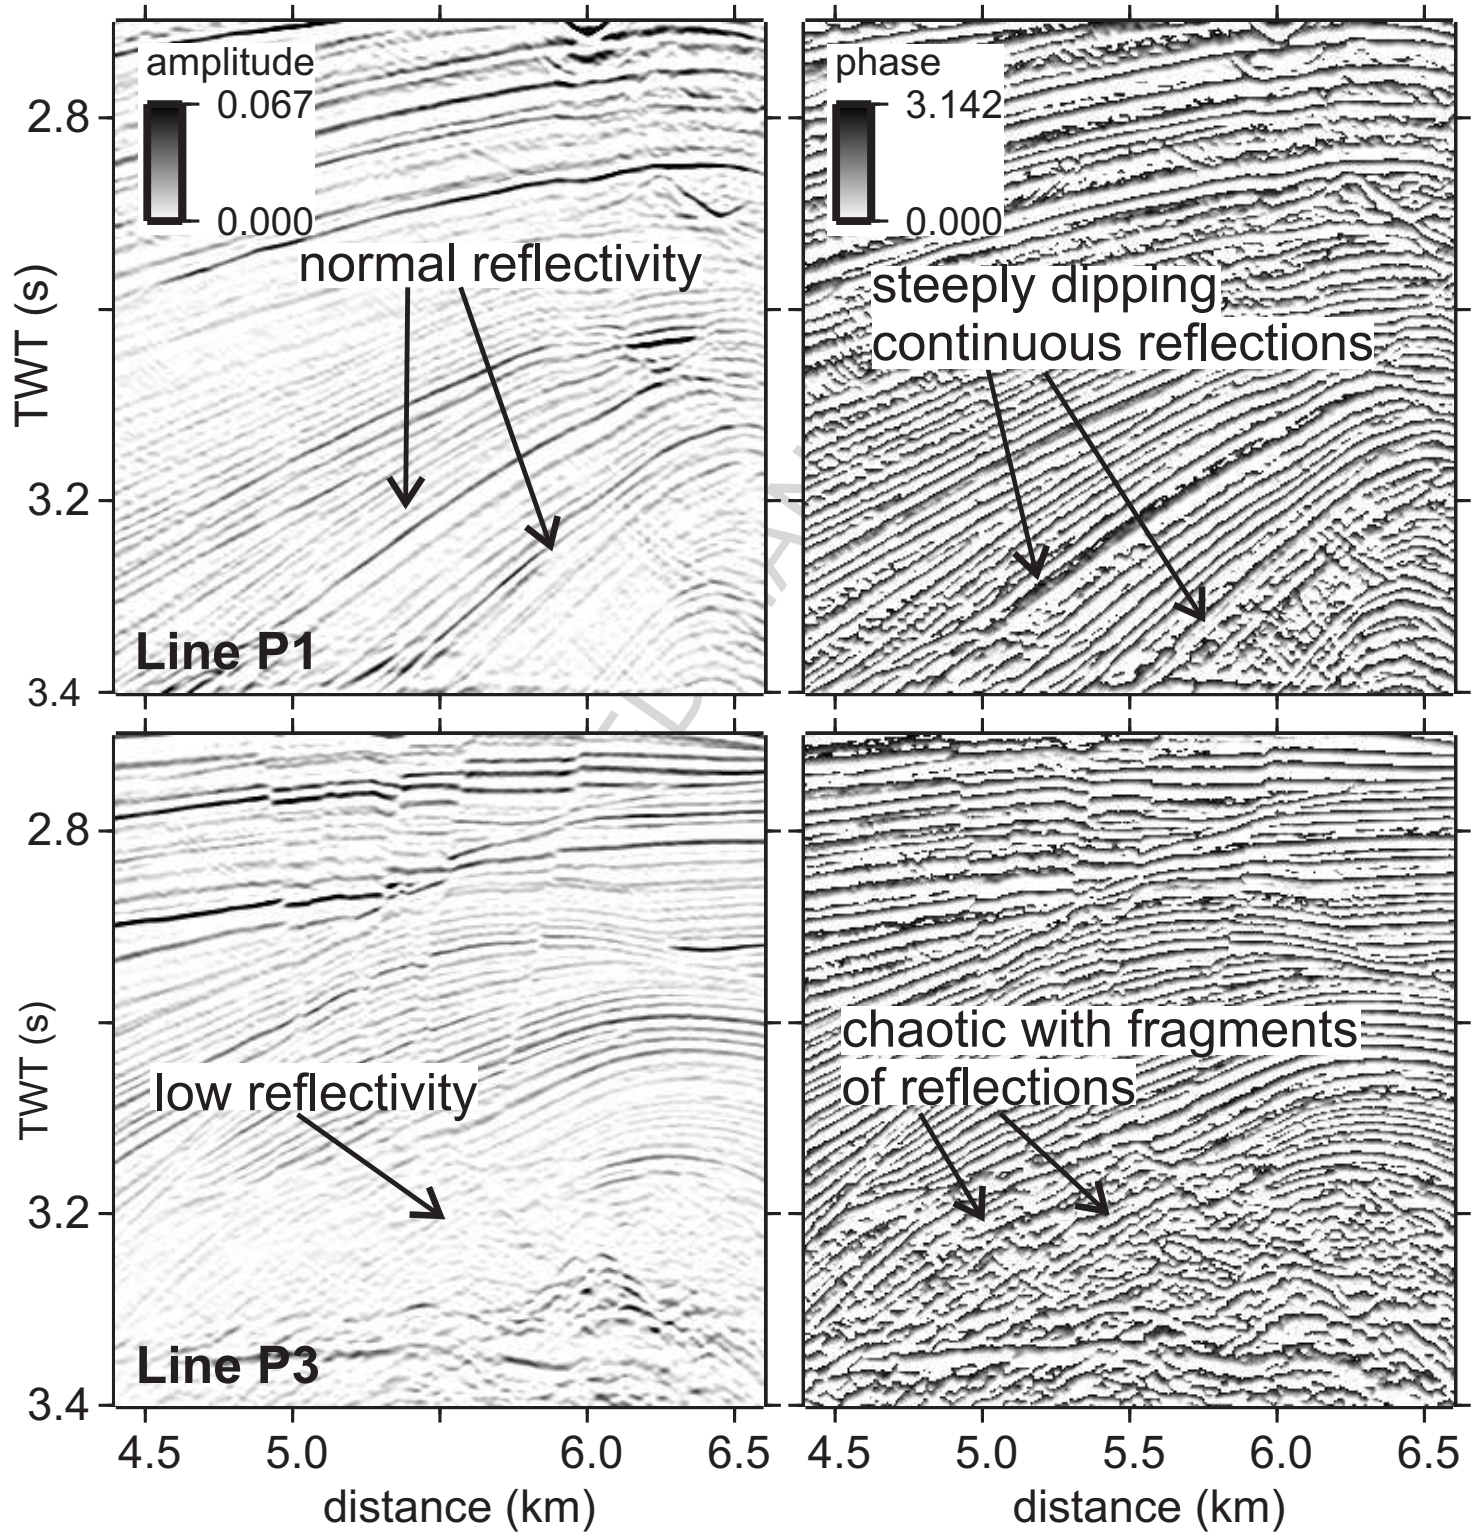 amplitude
0.067
0.000
phase
3.142
0.000
2.8
normal reflectivity
steeply dipping,
continuous reflections
TWT (s)
3.2
Line P1
3.4
2.8
TWT (s)
chaotic with fragments
of reflections
low reflectivity
3.2
Line P3
3.4
4.5 5.0 6.0 6.5 4.5 5.0 5.5 6.0 6.5
distance (km) distance (km)